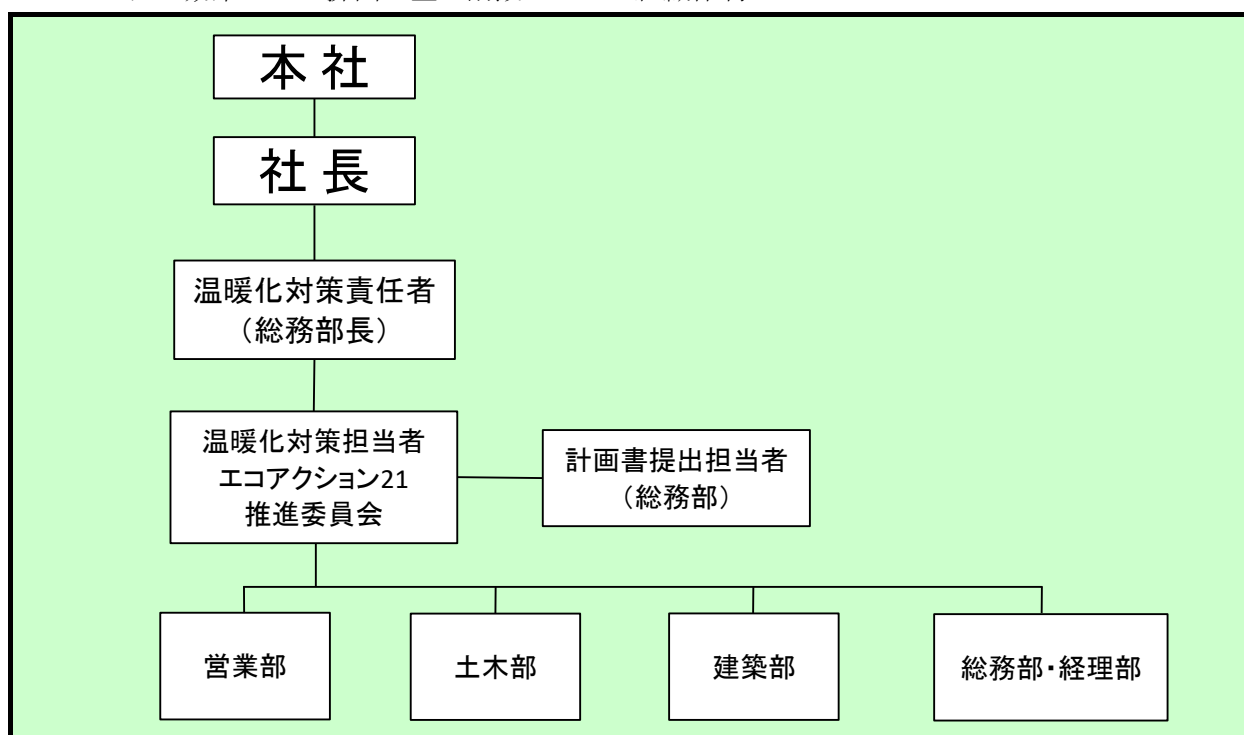 本 社
社 長
温暖化対策責任者
（総務部長）
温暖化対策担当者
エコアクション21
推進委員会
計画書提出担当者
（総務部）
営業部
土木部
建築部
総務部・経理部